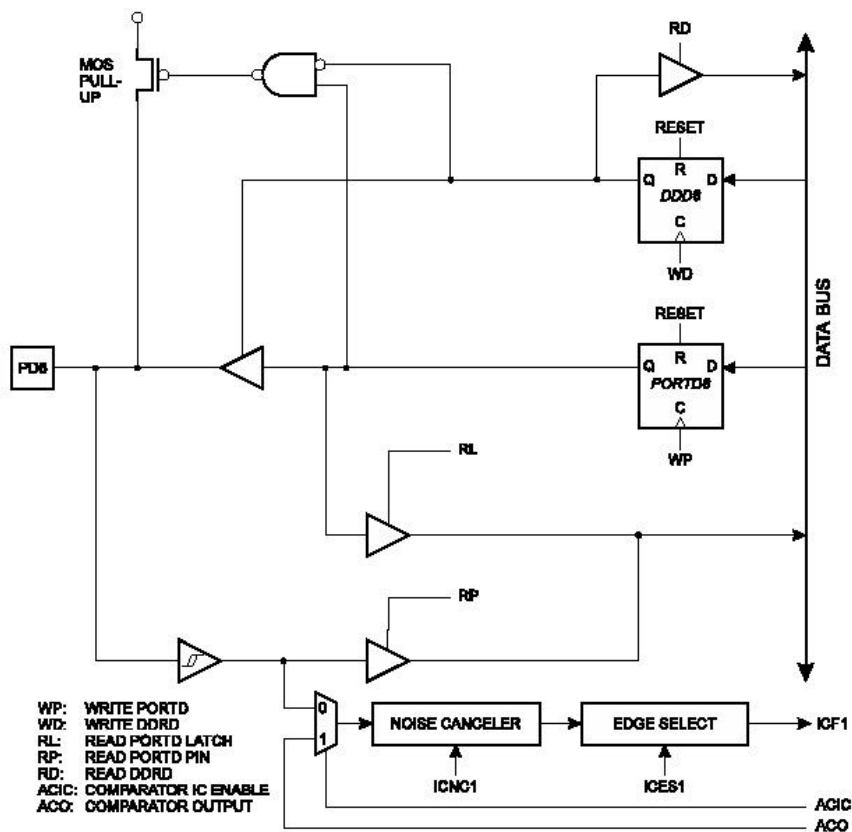 RD
MOS
PULL-
UP
RESET
R
Q
D
DDD6
C
WD
RESET
DATA BUS
R
PD6
Q
D
PORTD6
C
WP
RL
RP
WP: WRITE PORTD
WD: WRITE DDRD
RL: READ PORTD LATCH
RP: READ PORTD PIN
RD: READ DDRD
ACIC: COMPARATOR IC ENABLE
ACO: COMPARATOR OUTPUT
0
1
NOISE CANCELER
EDGE SELECT
ICF1
ICNC1
ICES1
ACIC
ACO